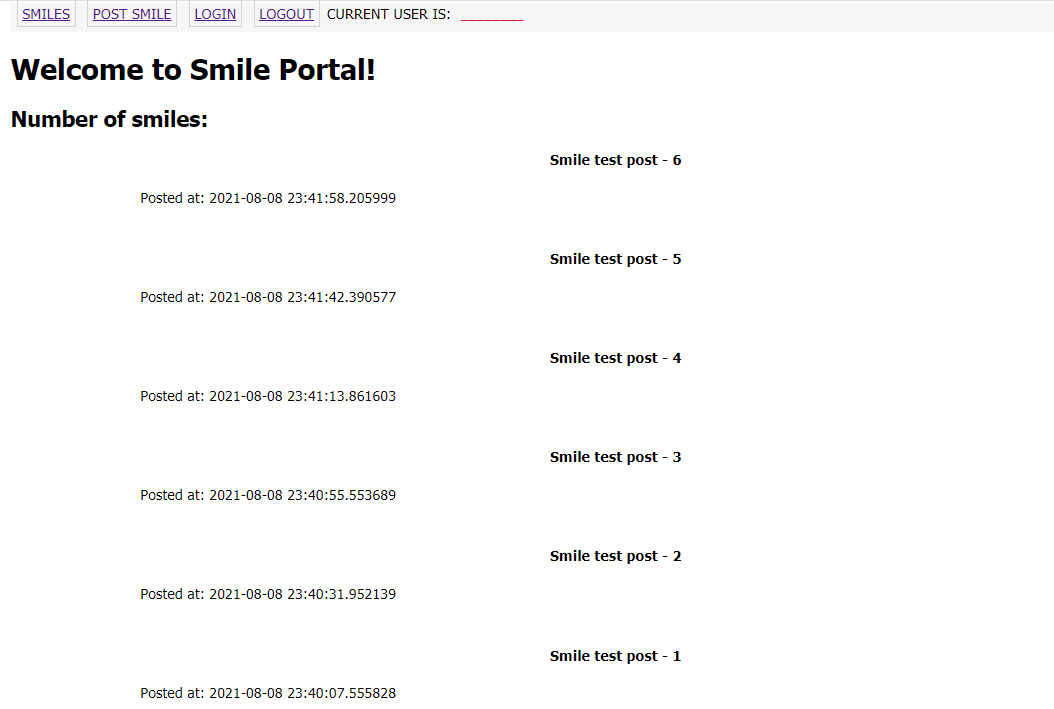 SMILES POST SMILE LOGIN LOGOUT CURRENT USER IS: ________
Welcome to Smile Portal!
Number of smiles:
Smile test post - 6
Posted at: 2021-08-08 23:41:58.205999
Smile test post - 5
Posted at: 2021-08-08 23:41:42.390577
Smile test post - 4
Posted at: 2021-08-08 23:41:13.861603
Smile test post - 3
Posted at: 2021-08-08 23:40:55.553689
Smile test post - 2
Posted at: 2021-08-08 23:40:31.952139
Smile test post - 1
Posted at: 2021-08-08 23:40:07.555828